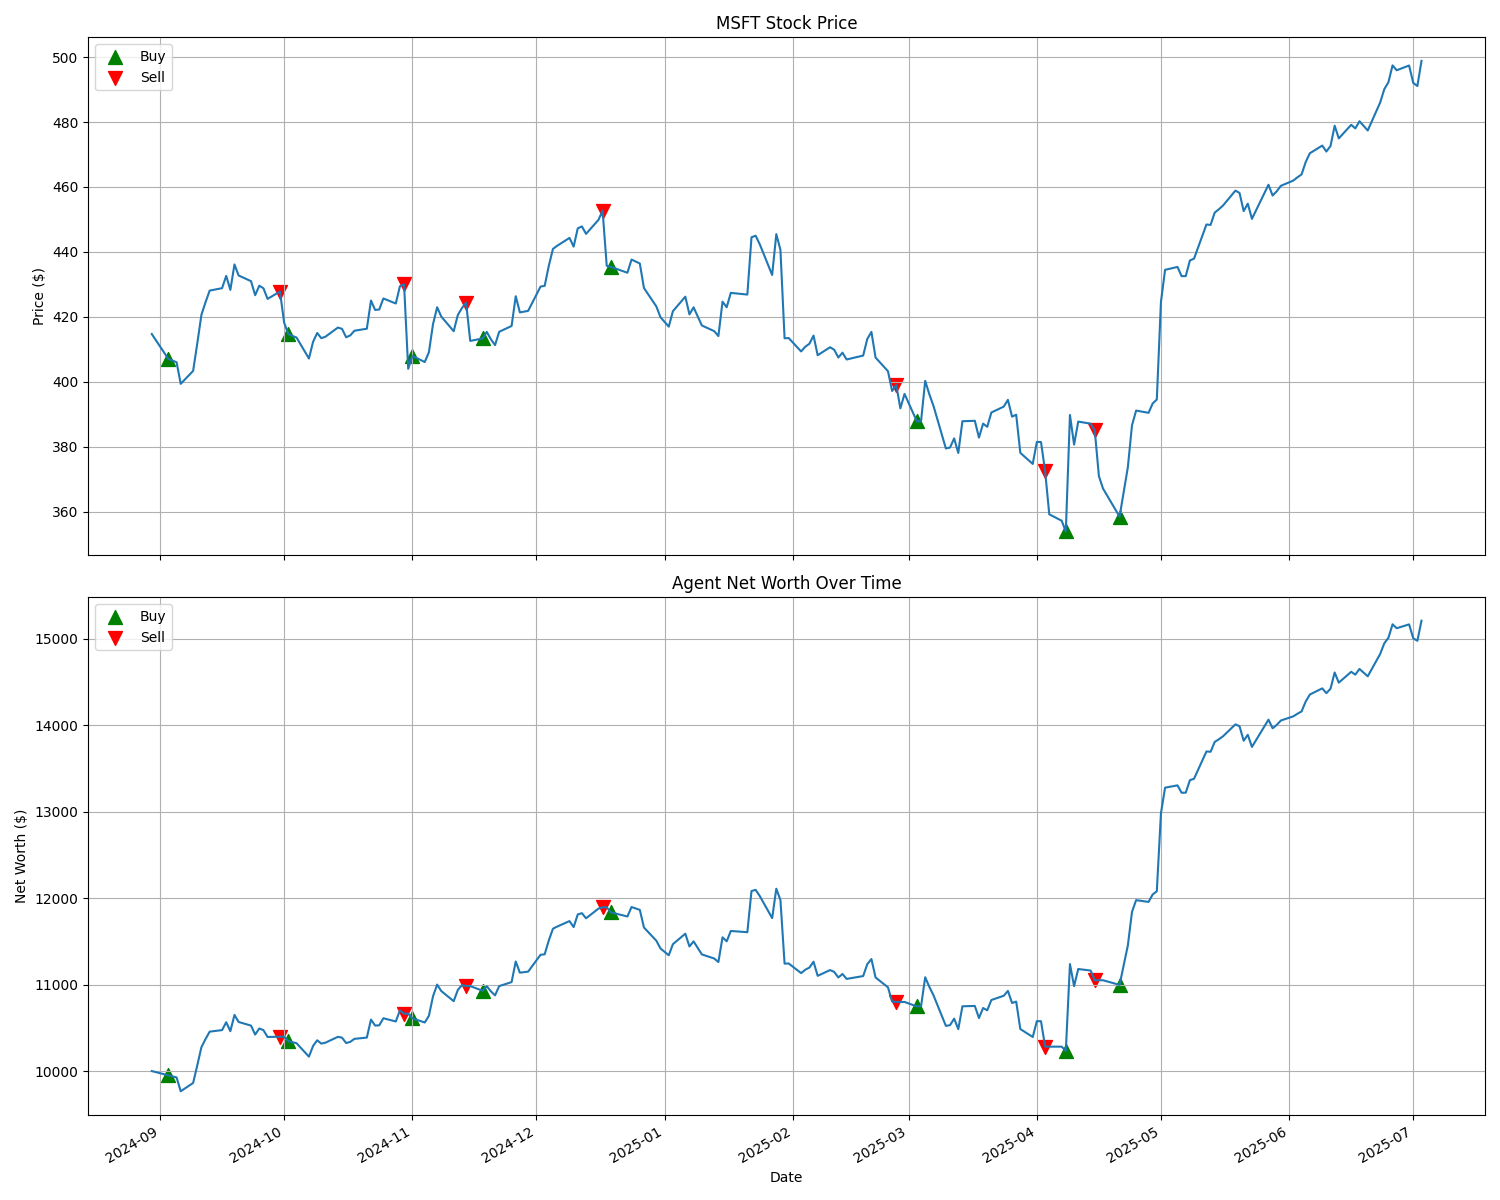 MSFT Stock Price
Buy
Sell
500
480
460
440
420
400
380
360
Price ($)
Agent Net Worth Over Time
Buy
Sell
15000
14000
13000
12000
11000
10000
Net Worth ($)
2024-09
2024-10
2024-11
2024-12
2025-01
2025-02
2025-03
2025-04
2025-05
2025-06
2025-07
Date